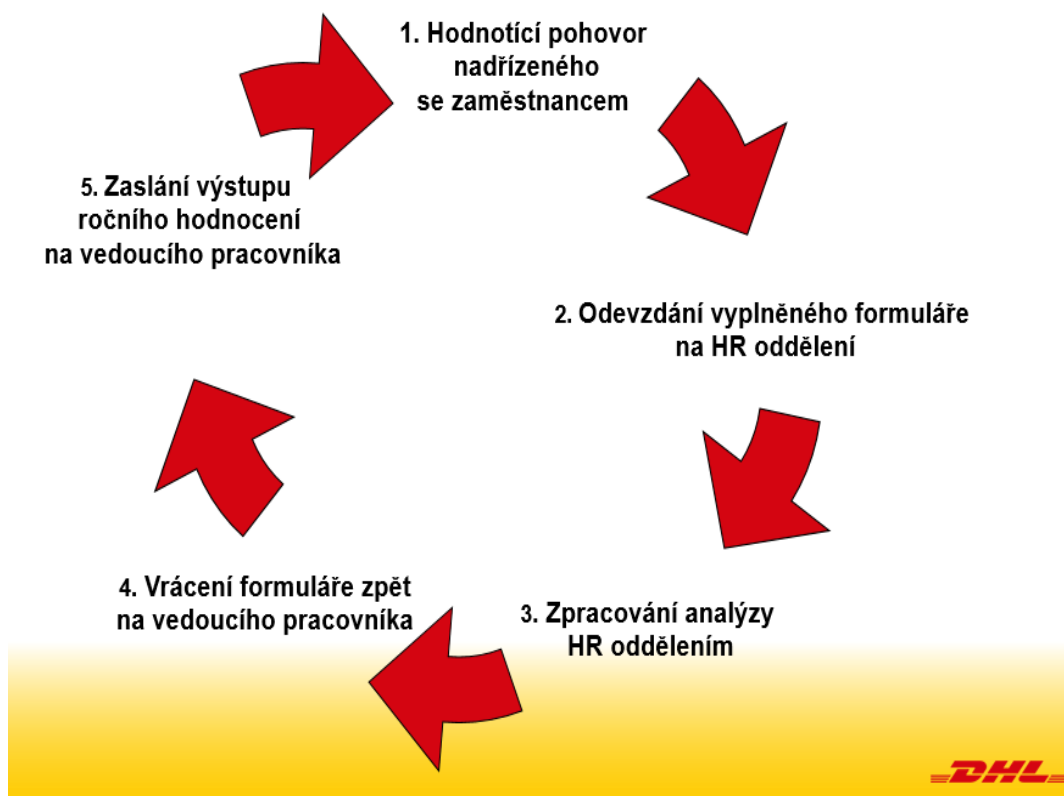 1. Hodnotící pohovor
nadřízeného
se zaměstnancem
2. Odevzdání vyplněného formuláře
na HR oddělení
3. Zpracování analýzy
HR oddělením
4. Vrácení formuláře zpět
na vedoucího pracovníka
5. Zaslání výstupu
ročního hodnocení
na vedoucího pracovníka
DHL